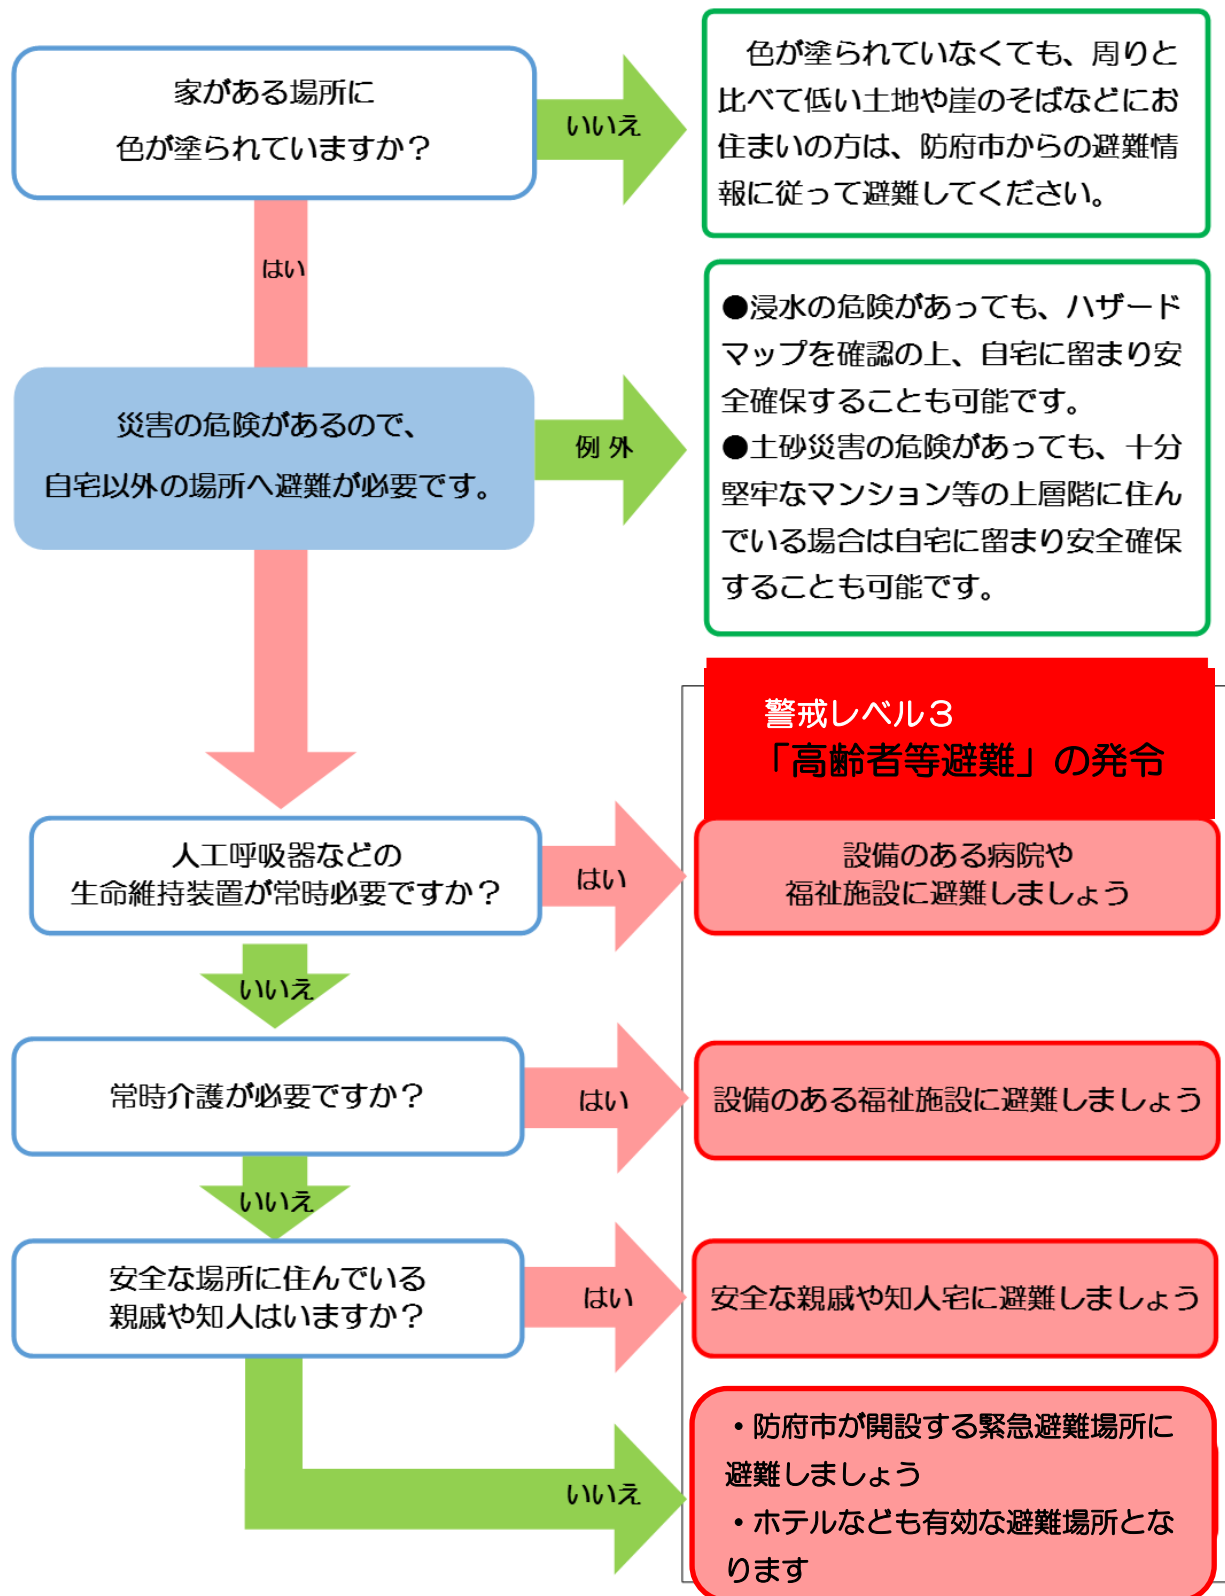 家がある場所に
色が塗られていますか？
いいえ
色が塗られていなくても、周りと
比べて低い土地や崖のそばなどにお
住まいの方は、防府市からの避難情
報に従って避難してください。
はい
災害の危険があるので、
自宅以外の場所へ避難が必要です。
例 外
●浸水の危険があっても、ハザード
マップを確認の上、自宅に留まり安
全確保することも可能です。
●土砂災害の危険があっても、十分
堅牢なマンション等の上層階に住ん
でいる場合は自宅に留まり安全確保
することも可能です。
警戒レベル３
「高齢者等避難」の発令
人工呼吸器などの
生命維持装置が常時必要ですか？
はい
設備のある病院や
福祉施設に避難しましょう
いいえ
常時介護が必要ですか？
はい
設備のある福祉施設に避難しましょう
いいえ
安全な場所に住んでいる
親戚や知人はいますか？
はい
安全な親戚や知人宅に避難しましょう
いいえ
・防府市が開設する緊急避難場所に
避難しましょう
・ホテルなども有効な避難場所とな
ります